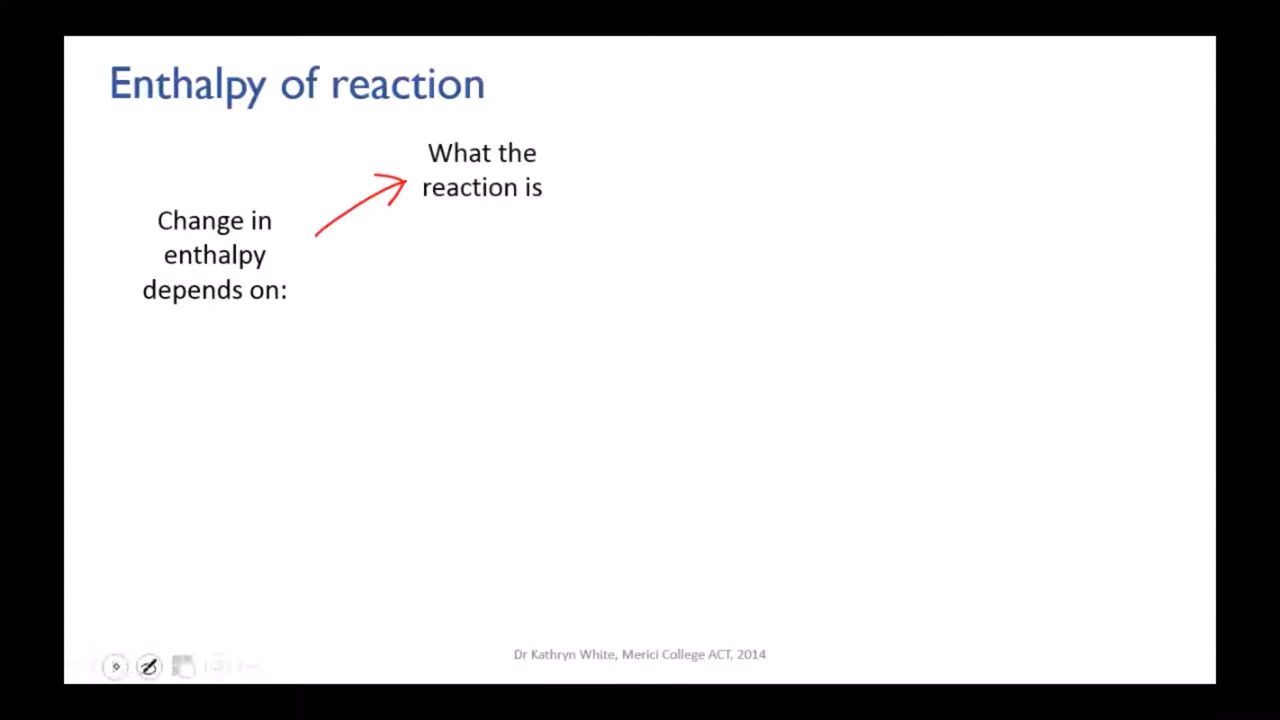 Enthalpy of reaction
What the
reaction is
Change in
enthalpy
depends on:
Dr Kathryn White, Merici College ACT, 2014